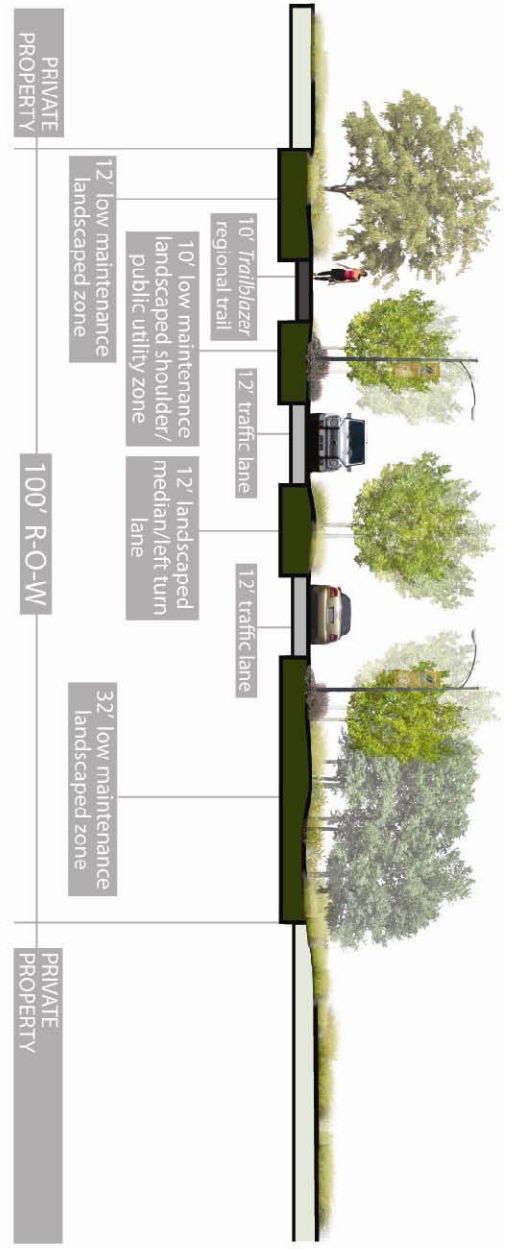 PRIVATE
PROPERTY
12' low maintenance
landscaped zone
10' Trailblazer
regional trail
10' low maintenance
landscaped shoulder/
public utility zone
12' traffic lane
12' landscaped
median/left turn
lane
12' traffic lane
32' low maintenance
landscaped zone
PRIVATE
PROPERTY
100' R-O-W